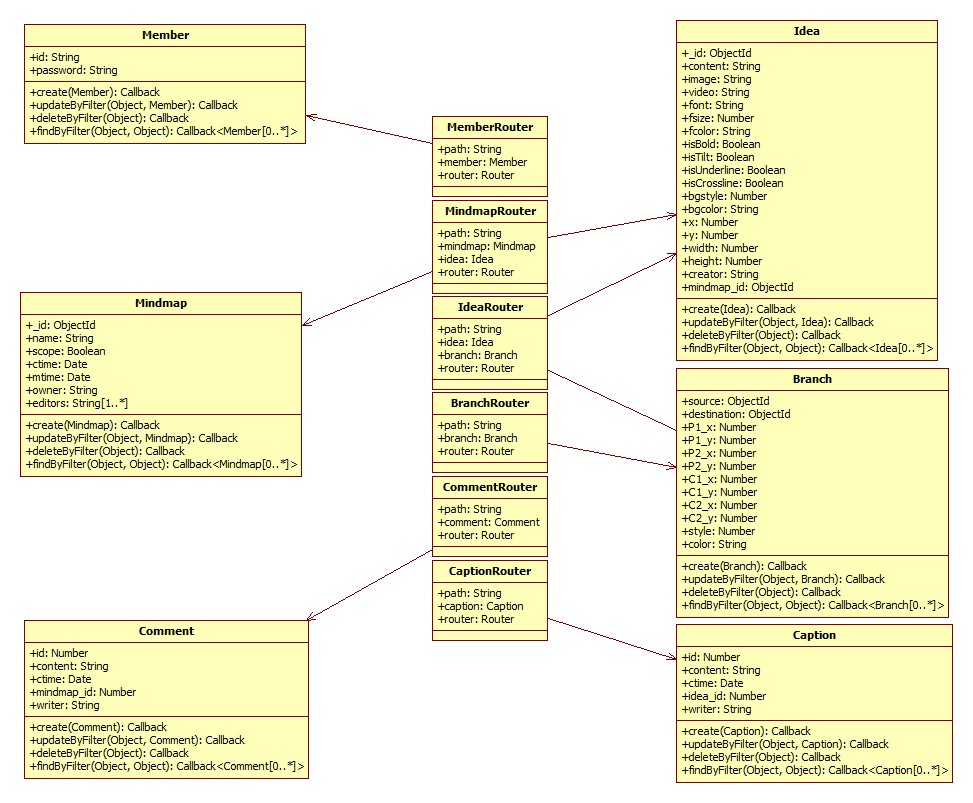 Member
+id: String
+password: String
+create(Member): Callback
+updateByFilter(Object, Member): Callback
+deleteByFilter(Object): Callback
+findByFilter(Object, Object): Callback<Member[0..*]>
Mindmap
+_id: ObjectId
+name: String
+scope: Boolean
+ctime: Date
+mtime: Date
+owner: String
+editors: String[1..*]
+create(Mindmap): Callback
+updateByFilter(Object, Mindmap): Callback
+deleteByFilter(Object): Callback
+findByFilter(Object, Object): Callback<Mindmap[0..*]>
Comment
+id: Number
+content: String
+ctime: Date
+mindmap_id: Number
+writer: String
+create(Comment): Callback
+updateByFilter(Object, Comment): Callback
+deleteByFilter(Object): Callback
+findByFilter(Object, Object): Callback<Comment[0..*]>
MemberRouter
+path: String
+member: Member
+router: Router
MindmapRouter
+path: String
+mindmap: Mindmap
+idea: Idea
+router: Router
IdeaRouter
+path: String
+idea: Idea
+branch: Branch
+router: Router
BranchRouter
+path: String
+branch: Branch
+router: Router
CommentRouter
+path: String
+comment: Comment
+router: Router
CaptionRouter
+path: String
+caption: Caption
+router: Router
Idea
+_id: ObjectId
+content: String
+image: String
+video: String
+font: String
+fsize: Number
+fcolor: String
+isBold: Boolean
+isTilt: Boolean
+isUnderline: Boolean
+isCrossline: Boolean
+bgstyle: Number
+bgcolor: String
+x: Number
+y: Number
+width: Number
+height: Number
+creator: String
+mindmap_id: ObjectId
+create(Idea): Callback
+updateByFilter(Object, Idea): Callback
+deleteByFilter(Object): Callback
+findByFilter(Object, Object): Callback<Idea[0..*]>
Branch
+source: ObjectId
+destination: ObjectId
+P1_x: Number
+P1_y: Number
+P2_x: Number
+P2_y: Number
+C1_x: Number
+C1_y: Number
+C2_x: Number
+C2_y: Number
+style: Number
+color: String
+create(Branch): Callback
+updateByFilter(Object, Branch): Callback
+deleteByFilter(Object): Callback
+findByFilter(Object, Object): Callback<Branch[0..*]>
Caption
+id: Number
+content: String
+ctime: Date
+idea_id: Number
+writer: String
+create(Caption): Callback
+updateByFilter(Object, Caption): Callback
+deleteByFilter(Object): Callback
+findByFilter(Object, Object): Callback<Caption[0..*]>